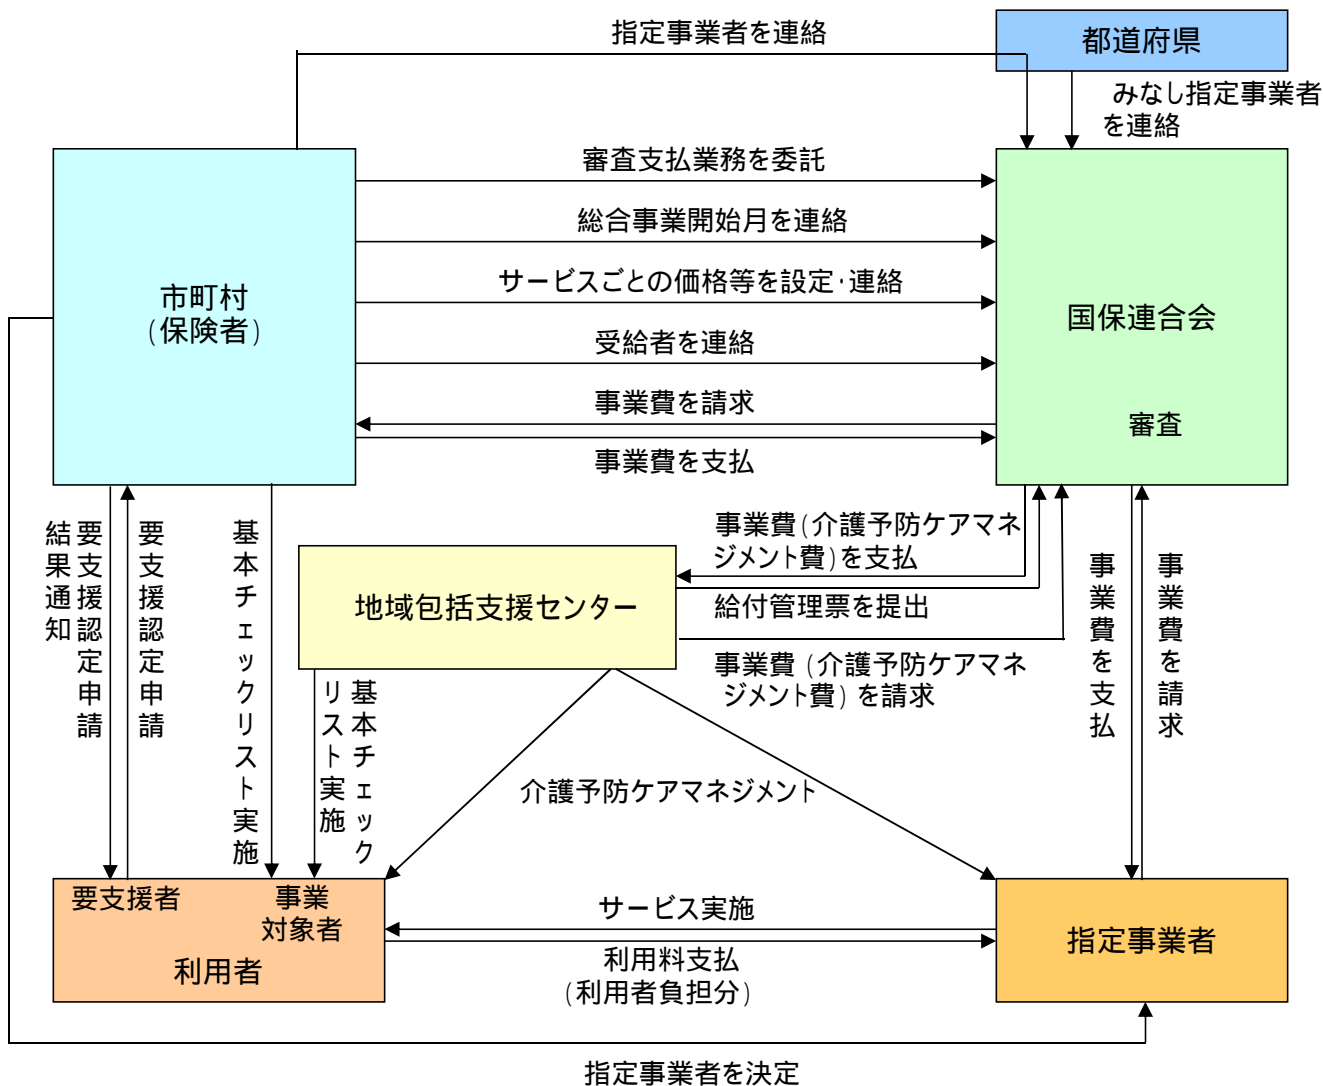 指定事業者を連絡
都道府県
みなし指定事業者
を連絡
審査支払業務を委託
総合事業開始月を連絡
サービスごとの価格等を設定・連絡
市町村
(保険者)
国保連合会
受給者を連絡
事業費を請求
審査
事業費を支払
要支援認定申請
結果通知
要支援認定申請
基本チェックリスト実施
事業費(介護予防ケアマネ
ジメント費)を支払
地域包括支援センター
給付管理票を提出
事業費(介護予防ケアマネ
ジメント費)を請求
事業費を支払
事業費を請求
基本チェック
リスト実施
介護予防ケアマネジメント
要支援者
事業
対象者
利用者
サービス実施
利用料支払
(利用者負担分)
指定事業者
指定事業者を決定